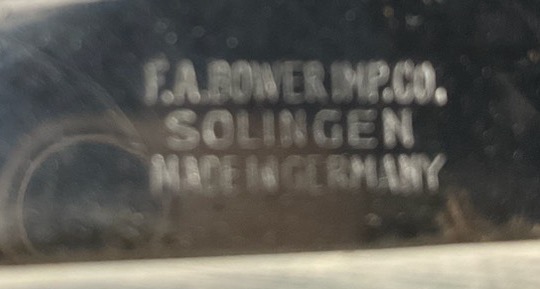 F.A.BOWER IMP.CO.
SOLINGEN
MADE IN GERMANY